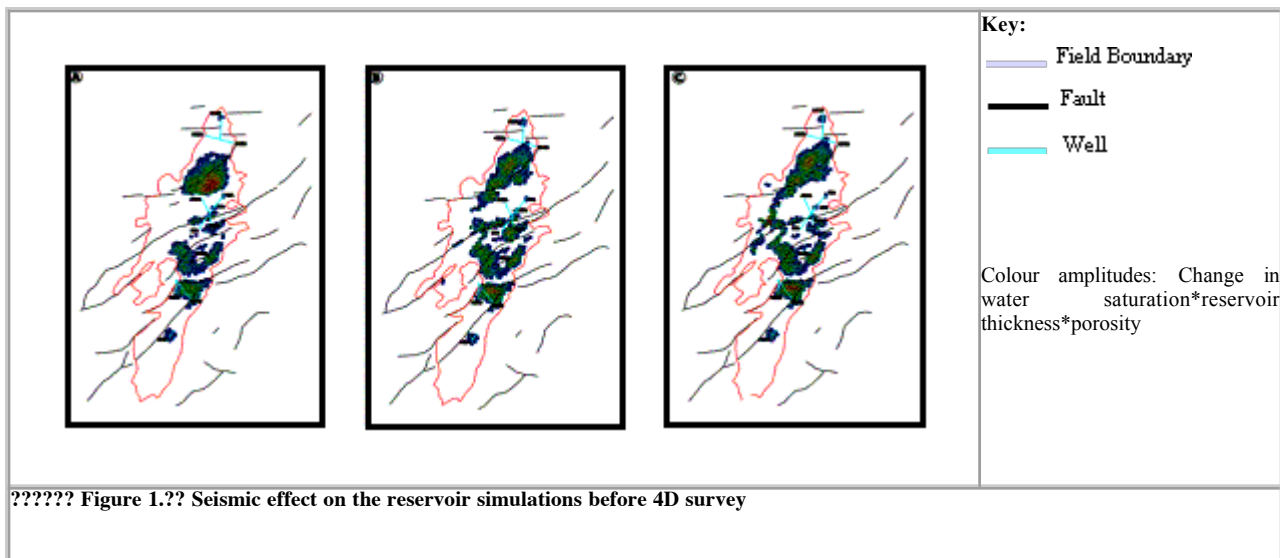 A
B
C
Key:
Field Boundary
Fault
Well
Colour amplitudes: Change in
water saturation*reservoir
thickness*porosity
?????? Figure 1.?? Seismic effect on the reservoir simulations before 4D survey